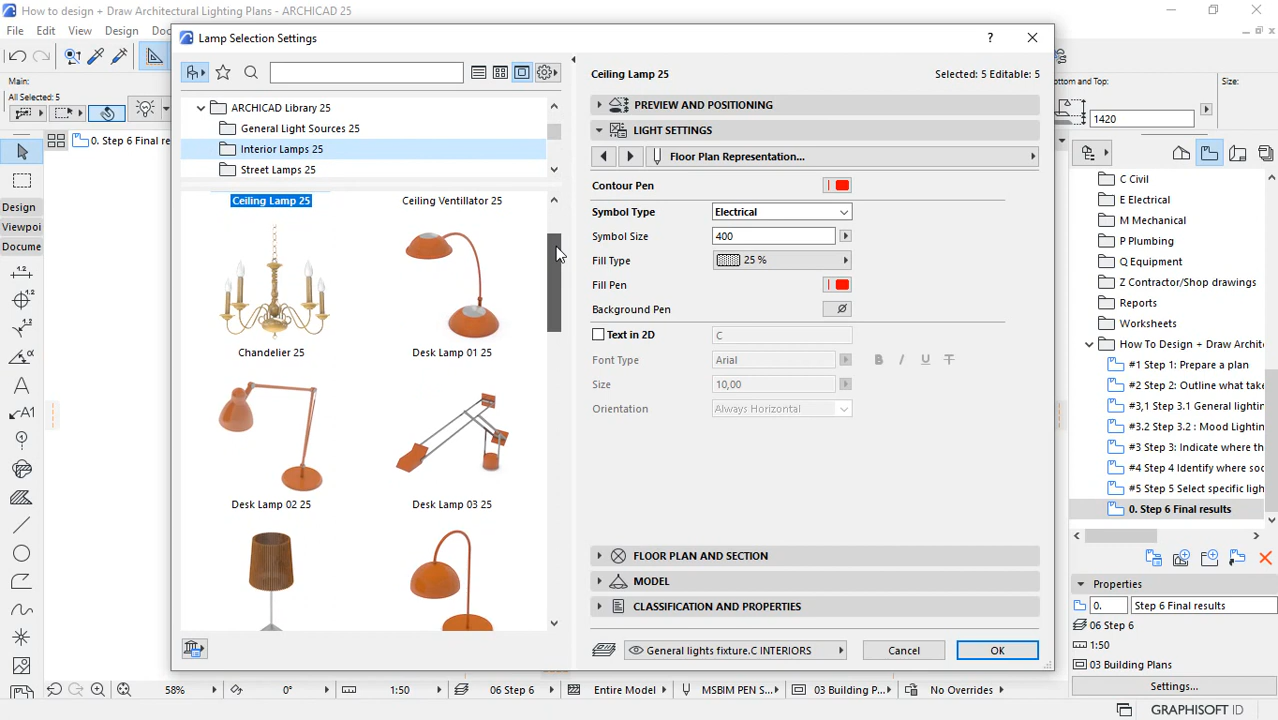 How to design + Draw Architectural Lighting Plans - ARCHICAD 25
File Edit View Design Doc
Lamp Selection Settings
Main:
All Selected: 5
Bottom and Top:
Size:
1420
0. Step 6 Final re
Design
Viewpoi
Docume
ARCHICAD Library 25
General Light Sources 25
Interior Lamps 25
Street Lamps 25
Ceiling Lamp 25
Ceiling Ventillator 25
Chandelier 25
Desk Lamp 01 25
Desk Lamp 02 25
Desk Lamp 03 25
Ceiling Lamp 25
Selected: 5 Editable: 5
PREVIEW AND POSITIONING
LIGHT SETTINGS
Floor Plan Representation...
Contour Pen
Symbol Type Electrical
Symbol Size 400
Fill Type 25 %
Fill Pen
Background Pen
Text in 2D C
Font Type Arial
B I U T
Size 10,00
Orientation Always Horizontal
FLOOR PLAN AND SECTION
MODEL
CLASSIFICATION AND PROPERTIES
General lights fixture.C INTERIORS
Cancel
OK
C Civil
E Electrical
M Mechanical
P Plumbing
Q Equipment
Z Contractor/Shop drawings
Reports
Worksheets
How To Design + Draw Archit
#1 Step 1: Prepare a plan
#2 Step 2: Outline what take
#3,1 Step 3.1 General lightin
#3.2 Step 3.2 : Mood Lightin
#3 Step 3: Indicate where th
#4 Step 4 Identify where soc
#5 Step 5 Select specific ligh
0. Step 6 Final results
Properties
0. Step 6 Final results
06 Step 6
1:50
03 Building Plans
Settings...
58%
0°
1:50
06 Step 6
Entire Model
MSBIM PEN S...
03 Building P...
No Overrides
GRAPHISOFT ID